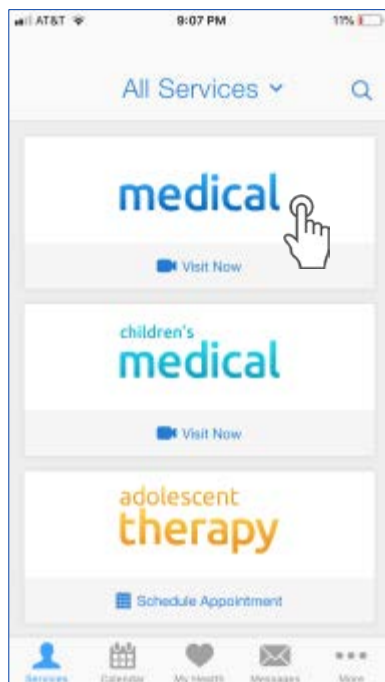 AT&T 9:07 PM 11%
All Services
medical
Visit Now
children's
medical
Visit Now
adolescent
therapy
Schedule Appointment
Services Calendar My Health Messages More